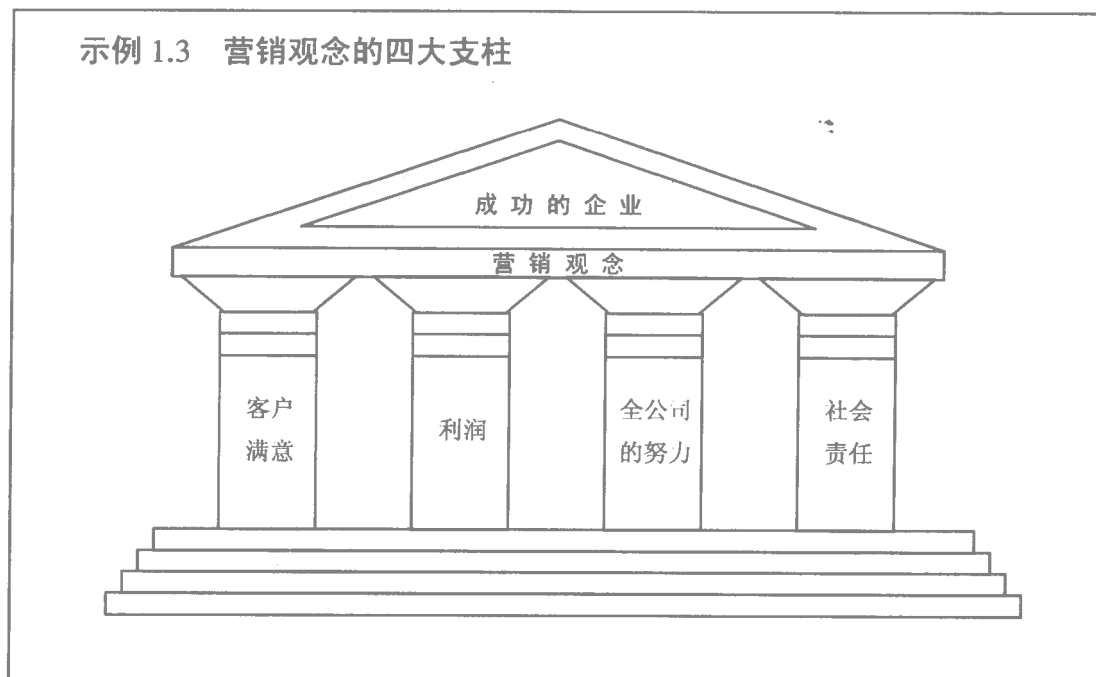 示例 1.3 营销观念的四大支柱
成功的企业
营销观念
客户
满意
利润
全公司
的努力
社会
责任